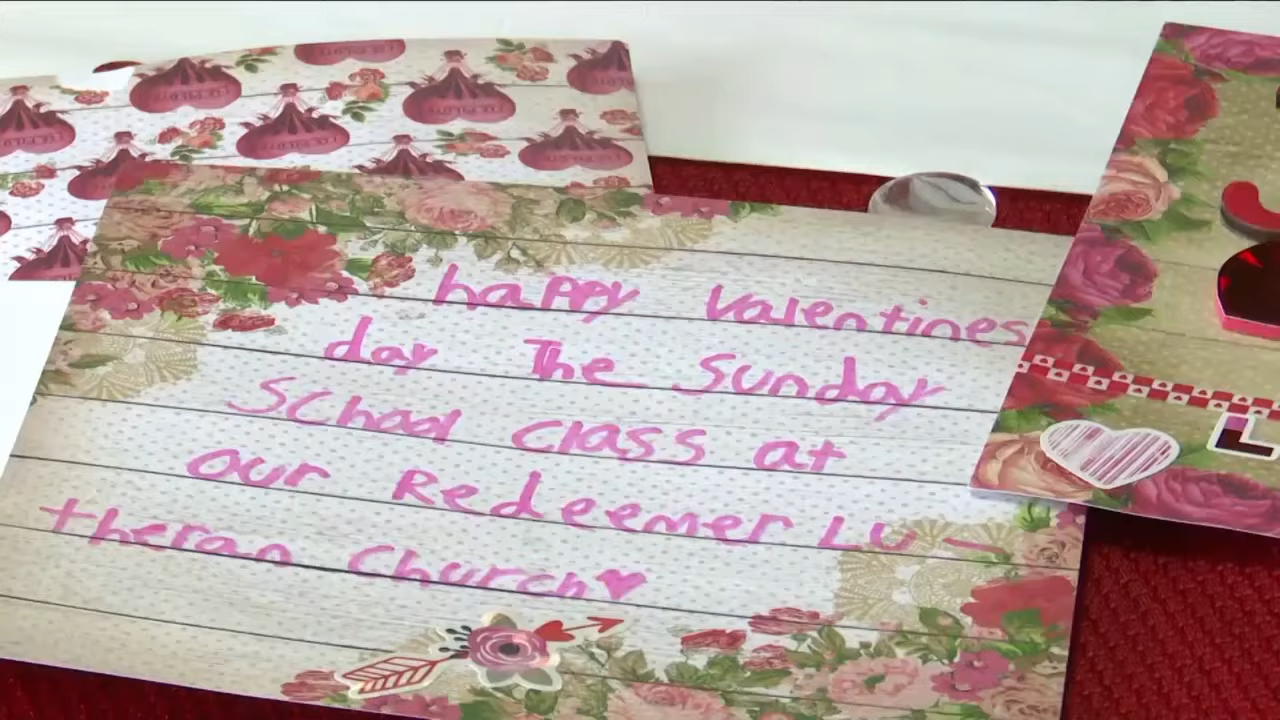 happy Valentines
day The Sunday
School class at
our Redeemer Lu-
theran Church♥
L